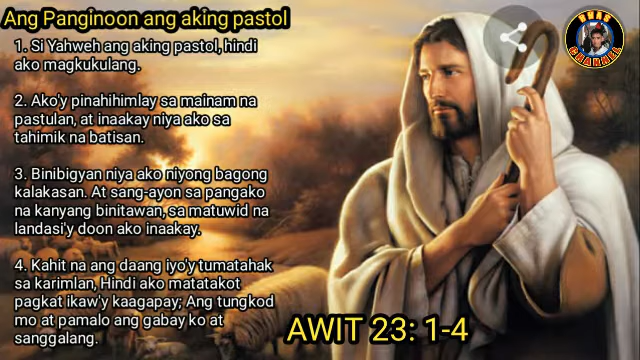 Ang Panginoon ang aking pastol
1. Si Yahweh ang aking pastol, hindi
ako magkukulang.
2. Ako'y pinahihimlay sa mainam na
pastulan, at inaakay niya ako sa
tahimik na batisan.
3. Binibigyan niya ako niyong bagong
kalakasan. At sang-ayon sa pangako
na kanyang binitawan, sa matuwid na
landasi'y doon ako inaakay.
4. Kahit na ang daang iyo'y tumatahak
sa karimlan, Hindi ako matatakot
pagkat ikaw'y kaagapay; Ang tungkod
mo at pamalo ang gabay ko at
sanggalang.
AWIT 23: 1-4
CHANNEL